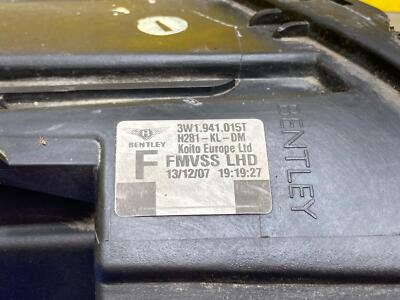 3W1.941.015T
H281-KL-DM
BENTLEY
Koito Europe Ltd
F FMVSS LHD
13/12/07 19:19:27
BENTLEY